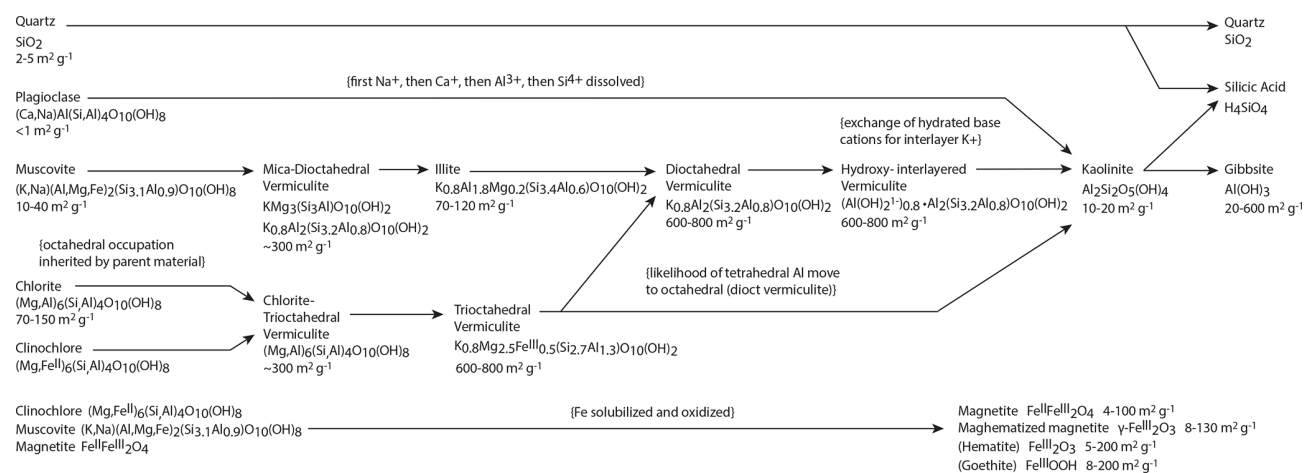 Quartz
SiO2
2-5 m2 g-1
Quartz
SiO2
{first Na+, then Ca+, then Al3+, then Si4+ dissolved}
Silicic Acid
H4SiO4
Plagioclase
(Ca,Na)Al(Si,Al)4O10(OH)8
<1 m2 g-1
{exchange of hydrated base
cations for interlayer K+}
Muscovite
(K,Na)(Al,Mg,Fe)2(Si3.1Al0.9)O10(OH)8
10-40 m2 g-1
Mica-Dioctahedral
Vermiculite
KMg3(Si3Al)O10(OH)2
K0.8Al2(Si3.2Al0.8)O10(OH)2
~300 m2 g-1
Illite
K0.8Al1.8Mg0.2(Si3.4Al0.6)O10(OH)2
70-120 m2 g-1
Dioctahedral
Vermiculite
K0.8Al2(Si3.2Al0.8)O10(OH)2
600-800 m2 g-1
Hydroxy- interlayered
Vermiculite
(Al(OH)21-)0.8 •Al2(Si3.2Al0.8)O10(OH)2
600-800 m2 g-1
Kaolinite
Al2Si2O5(OH)4
10-20 m2 g-1
Gibbsite
Al(OH)3
20-600 m2 g-1
{octahedral occupation
inherited by parent material}
{likelihood of tetrahedral Al move
to octahedral (dioct vermiculite)}
Chlorite
(Mg,Al)6(Si,Al)4O10(OH)8
70-150 m2 g-1
Clinochlore
(Mg,FeII)6(Si,Al)4O10(OH)8
Chlorite-
Trioctahedral
Vermiculite
(Mg,Al)6(Si,Al)4O10(OH)8
~300 m2 g-1
Trioctahedral
Vermiculite
K0.8Mg2.5FeIII0.5(Si2.7Al1.3)O10(OH)2
600-800 m2 g-1
Clinochlore (Mg,FeII)6(Si,Al)4O10(OH)8
Muscovite (K,Na)(Al,Mg,Fe)2(Si3.1Al0.9)O10(OH)8
Magnetite FeIIFeIII2O4
{Fe solubilized and oxidized}
Magnetite FeIIFeIII2O4 4-100 m2 g-1
Maghematized magnetite γ-FeIII2O3 8-130 m2 g-1
(Hematite) FeIII2O3 5-200 m2 g-1
(Goethite) FeIIIOOH 8-200 m2 g-1